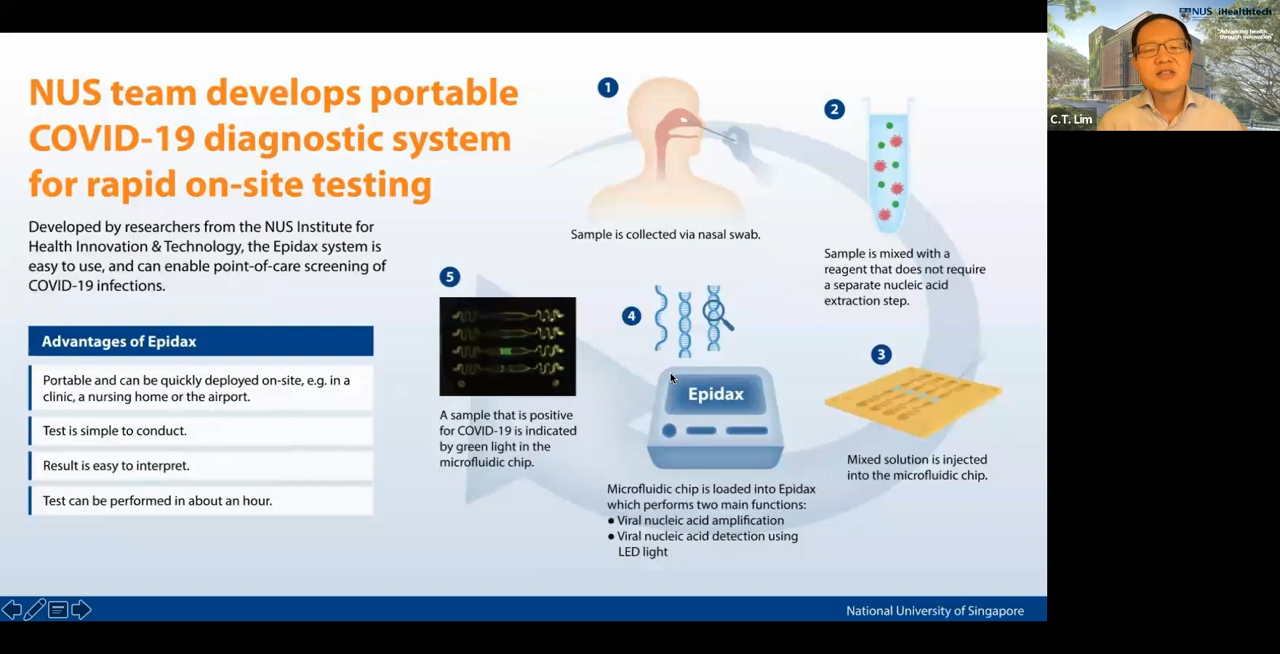 NUS team develops portable
COVID-19 diagnostic system
for rapid on-site testing
Developed by researchers from the NUS Institute for
Health Innovation & Technology, the Epidax system is
easy to use, and can enable point-of-care screening of
COVID-19 infections.
Advantages of Epidax
Portable and can be quickly deployed on-site, e.g. in a
clinic, a nursing home or the airport.
Test is simple to conduct.
Result is easy to interpret.
Test can be performed in about an hour.
1
Sample is collected via nasal swab.
2
Sample is mixed with a
reagent that does not require
a separate nucleic acid
extraction step.
3
Mixed solution is injected
into the microfluidic chip.
4
Epidax
Microfluidic chip is loaded into Epidax
which performs two main functions:
● Viral nucleic acid amplification
● Viral nucleic acid detection using
LED light
5
A sample that is positive
for COVID-19 is indicated
by green light in the
microfluidic chip.
National University of Singapore
NUS iHealthtech
"Advancing health
through innovation"
C.T. Lim